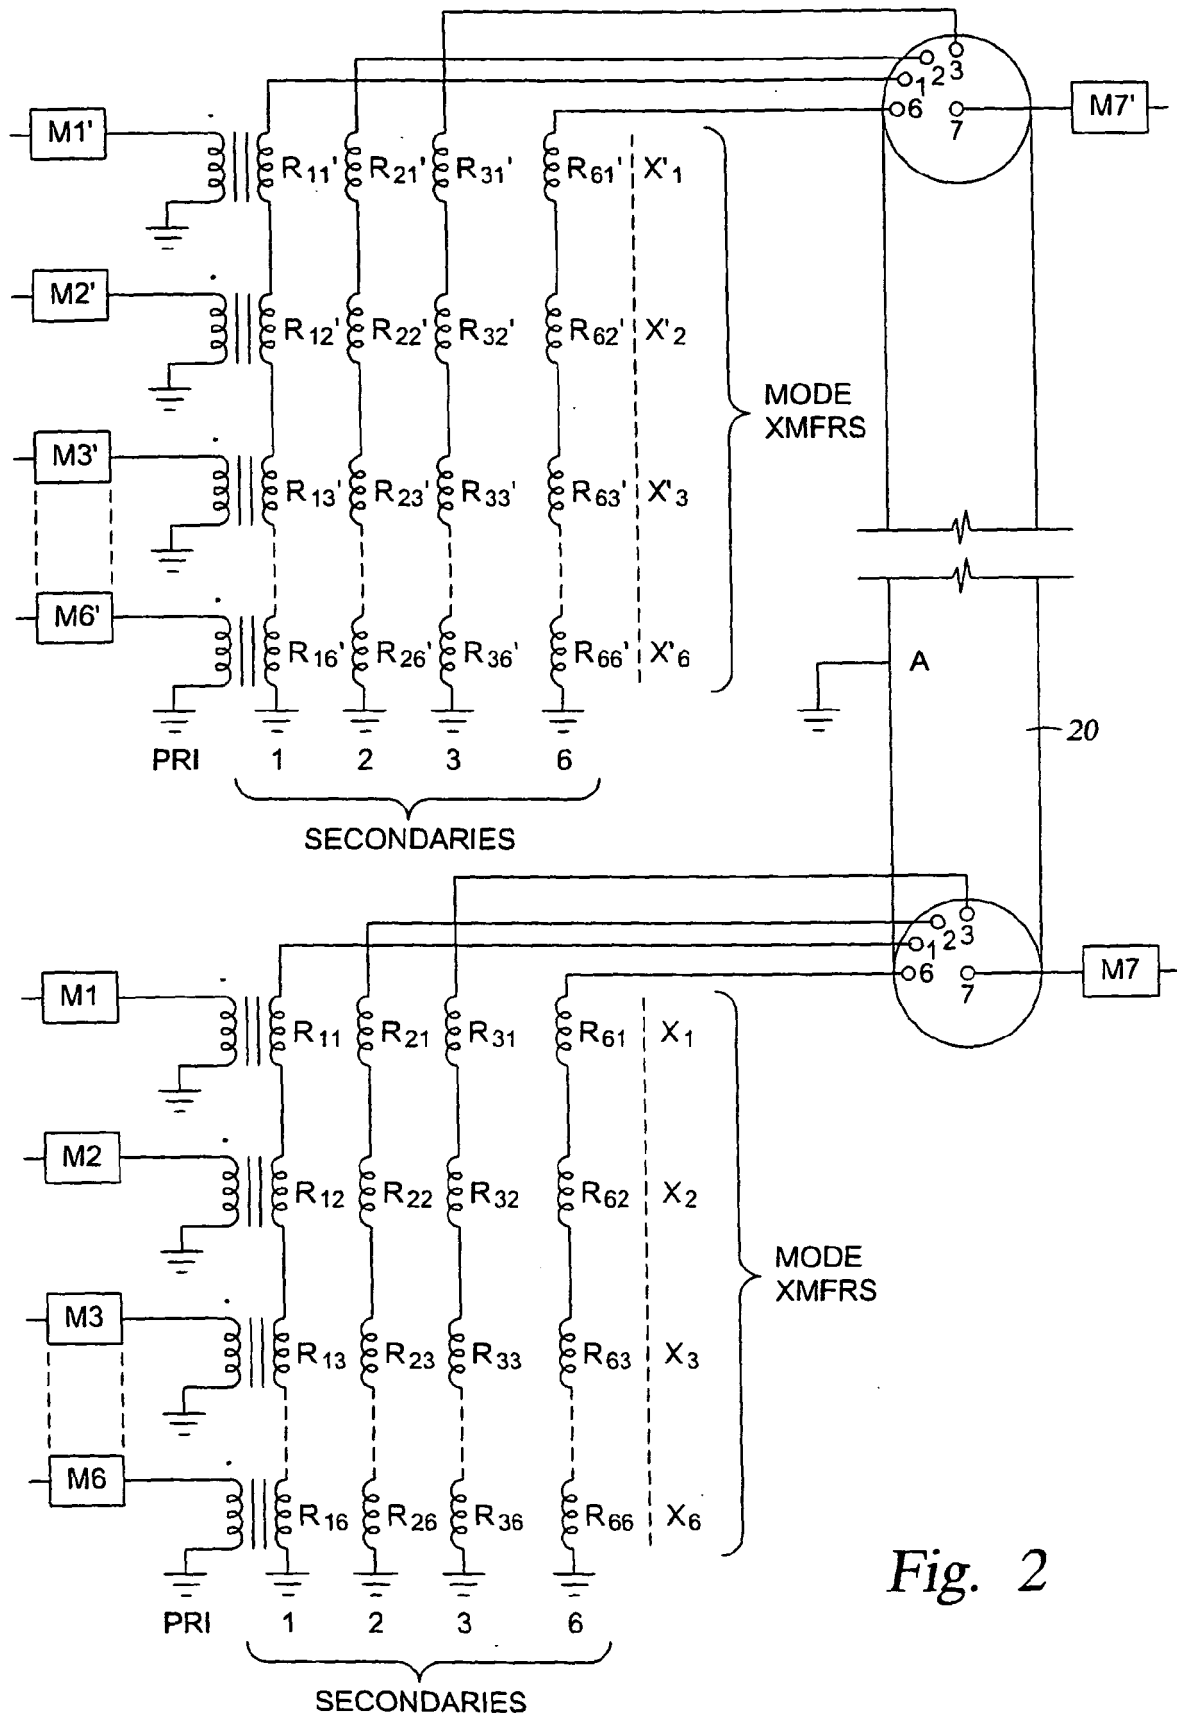 3
2
1
6
7
M7'
M1'
R11' R21' R31' R61' X'1
M2'
R12' R22' R32' R62' X'2
MODE
XMFRS
M3'
R13' R23' R33' R63' X'3
M6'
R16' R26' R36' R66' X'6
A
20
PRI 1 2 3 6
SECONDARIES
3
2
1
6
7
M7
M1
R11 R21 R31 R61 X1
M2
R12 R22 R32 R62 X2
MODE
XMFRS
M3
R13 R23 R33 R63 X3
M6
R16 R26 R36 R66 X6
Fig. 2
PRI 1 2 3 6
SECONDARIES